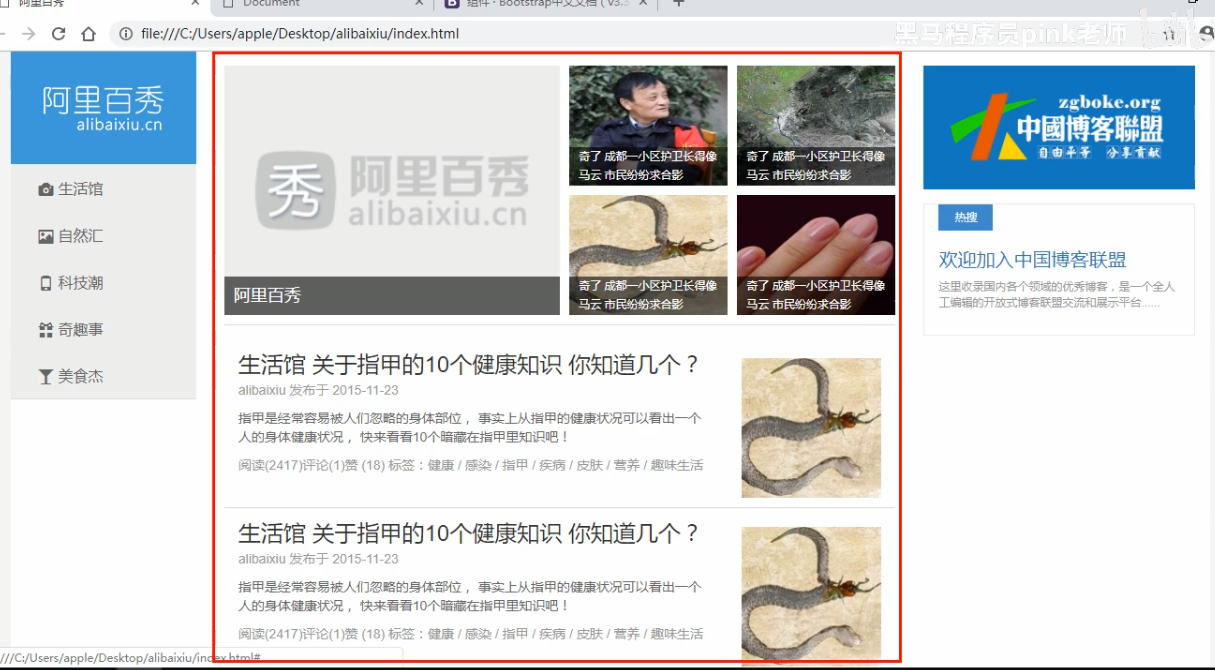 阿里百秀
Document
组件 · Bootstrap中文文档 ( v3.
file:///C:/Users/apple/Desktop/alibaixiu/index.html
黑马程序员pink老师
阿里百秀
alibaixiu.cn
生活馆
自然汇
科技潮
奇趣事
美食杰
秀
阿里百秀
alibaixiu.cn
阿里百秀
奇了 成都一小区护卫长得像
马云 市民纷纷求合影
奇了 成都一小区护卫长得像
马云 市民纷纷求合影
奇了 成都一小区护卫长得像
马云 市民纷纷求合影
奇了 成都一小区护卫长得像
马云 市民纷纷求合影
生活馆 关于指甲的10个健康知识 你知道几个？
alibaixiu 发布于 2015-11-23
指甲是经常容易被人们忽略的身体部位， 事实上从指甲的健康状况可以看出一个
人的身体健康状况， 快来看看10个暗藏在指甲里知识吧！
阅读(2417)评论(1)赞 (18) 标签：健康 / 感染 / 指甲 / 疾病 / 皮肤 / 营养 / 趣味生活
生活馆 关于指甲的10个健康知识 你知道几个？
alibaixiu 发布于 2015-11-23
指甲是经常容易被人们忽略的身体部位， 事实上从指甲的健康状况可以看出一个
人的身体健康状况， 快来看看10个暗藏在指甲里知识吧！
阅读(2417)评论(1)赞 (18) 标签：健康 / 感染 / 指甲 / 疾病 / 皮肤 / 营养 / 趣味生活
zgboke.org
中國博客聯盟
自由平等 分享贡献
热搜
欢迎加入中国博客联盟
这里收录国内各个领域的优秀博客，是一个全人
工编辑的开放式博客联盟交流和展示平台......
///C:/Users/apple/Desktop/alibaixiu/index.html#